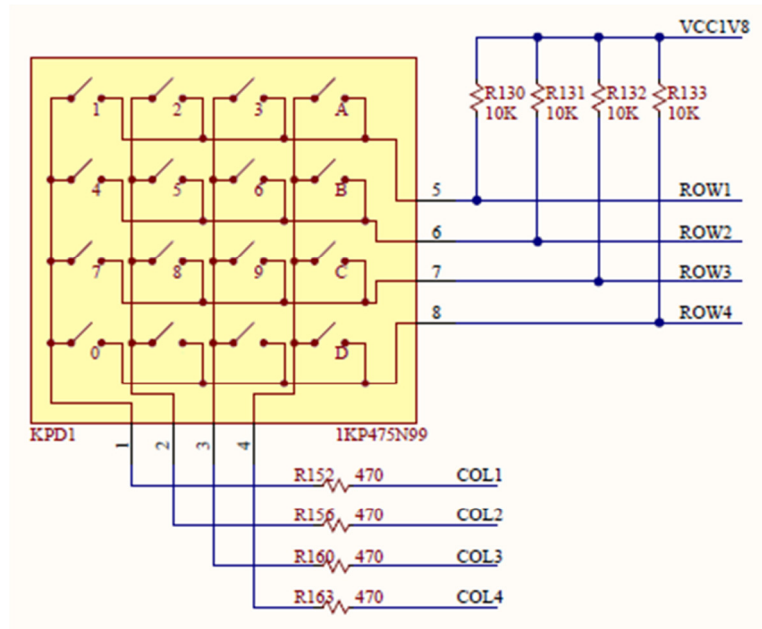 VCC1V8
R130 R131 R132 R133
10K 10K 10K 10K
1 2 3 A
4 5 6 B
7 8 9 C
0 D
5 ROW1
6 ROW2
7 ROW3
8 ROW4
KPD1 1KP475N99
1 2 3 4
R152 470 COL1
R156 470 COL2
R160 470 COL3
R163 470 COL4